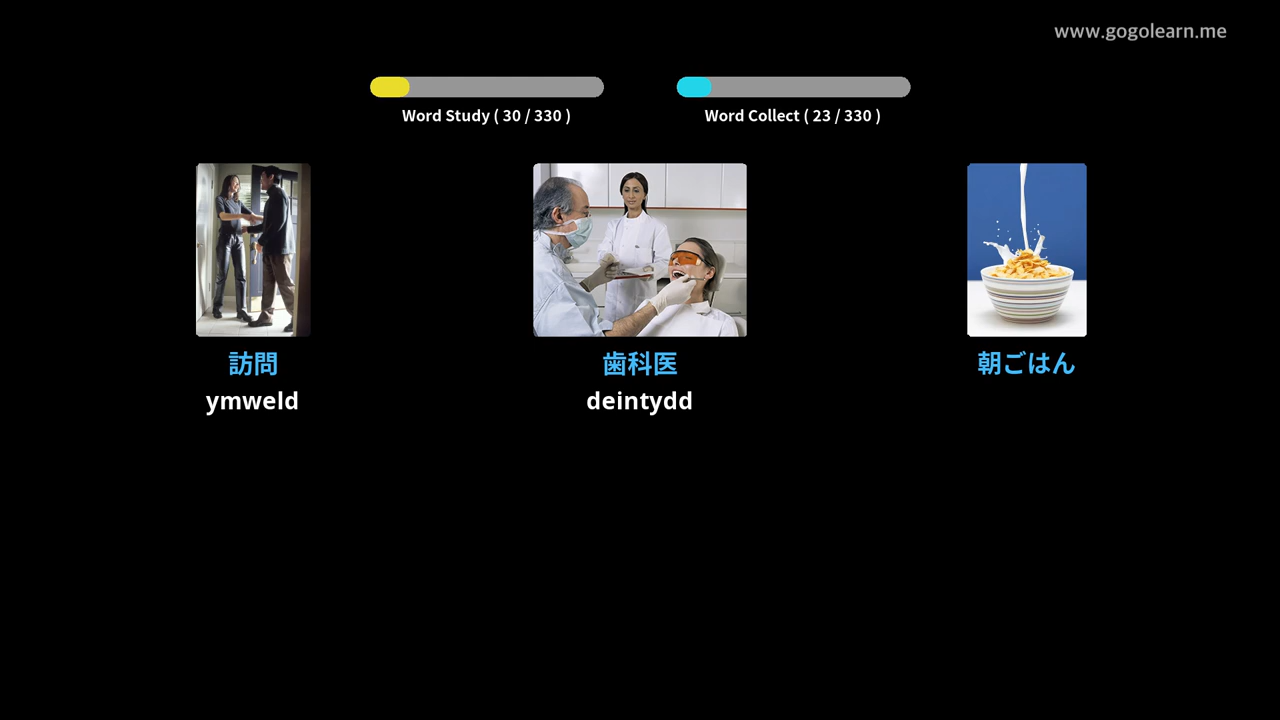 www.gogolearn.me
Word Study ( 30 / 330 )
Word Collect ( 23 / 330 )
訪問
ymweld
歯科医
deintydd
朝ごはん